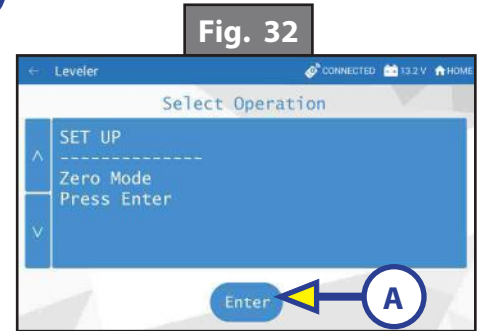 Fig. 32
← Leveler CONNECTED 13.2 V HOME
Select Operation
SET UP
--------------
Zero Mode
Press Enter
Enter
A